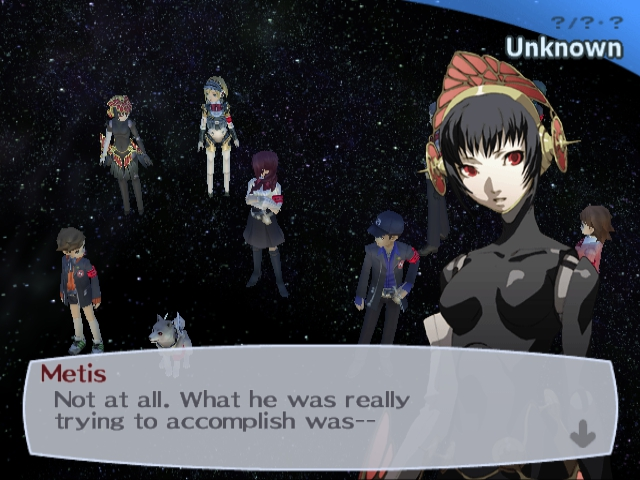 ?/?・?
Unknown
Metis
Not at all. What he was really
trying to accomplish was--